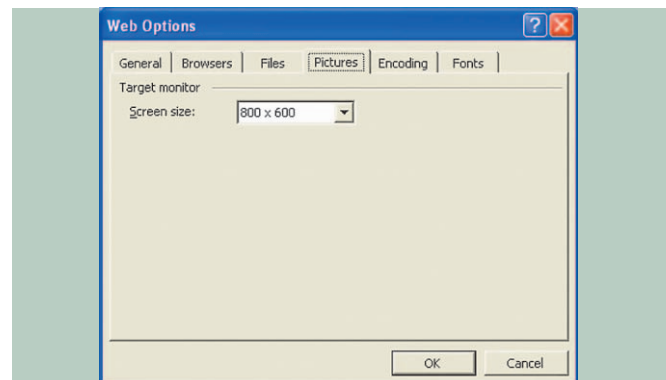 Web Options
General Browsers Files Pictures Encoding Fonts
Target monitor
Screen size: 800 x 600
OK Cancel